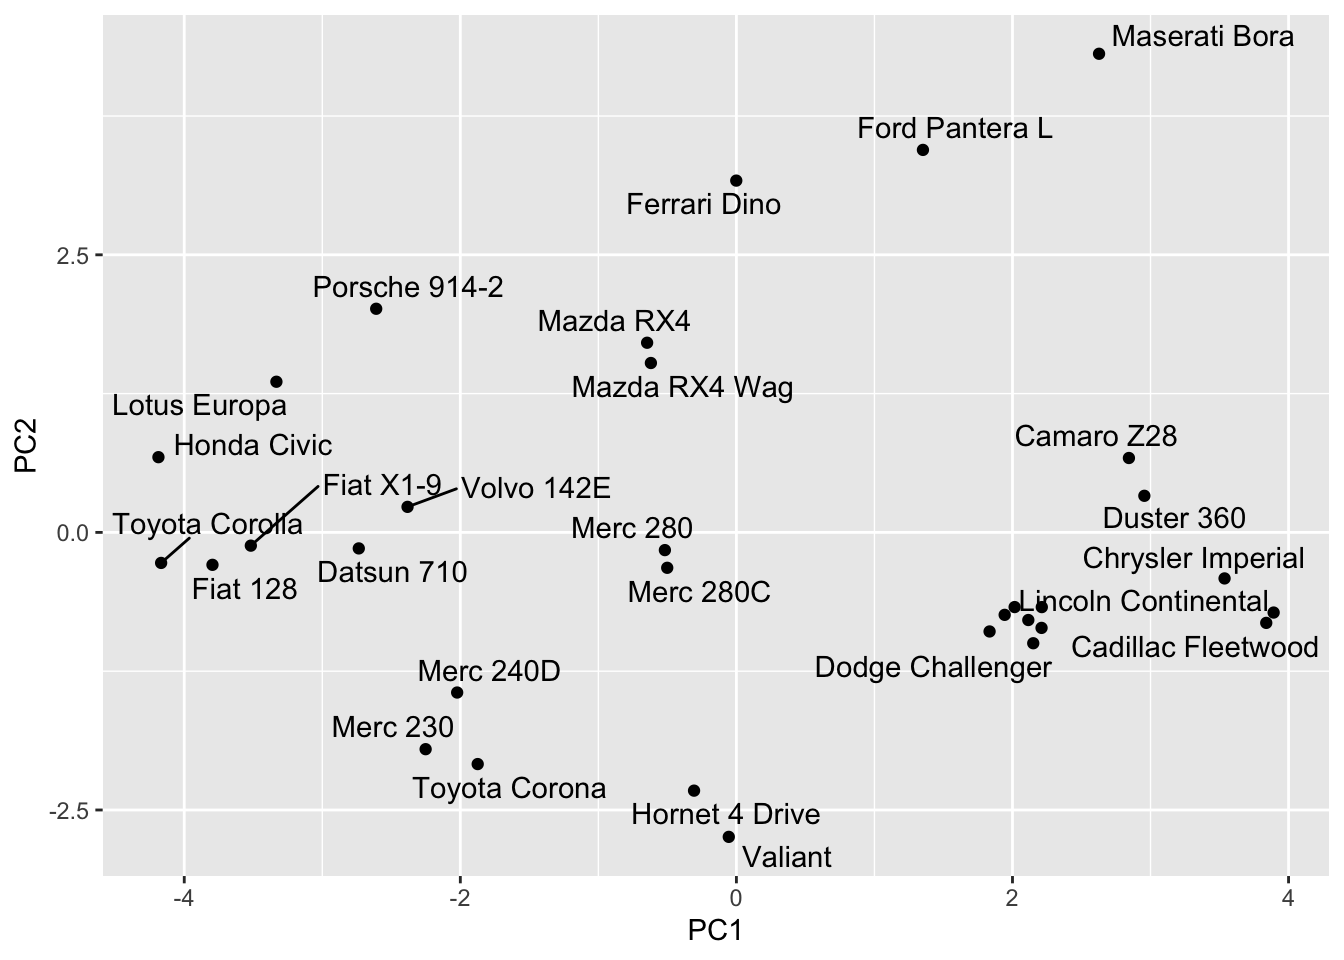 Maserati Bora
Ford Pantera L
Ferrari Dino
2.5
Porsche 914-2
Mazda RX4
Mazda RX4 Wag
Lotus Europa
Honda Civic
Camaro Z28
Fiat X1-9
Volvo 142E
Toyota Corolla
Merc 280
Duster 360
0.0
Chrysler Imperial
Datsun 710
Fiat 128
Merc 280C
Lincoln Continental
Cadillac Fleetwood
Dodge Challenger
Merc 240D
Merc 230
Toyota Corona
-2.5
Hornet 4 Drive
Valiant
-4
-2
0
2
4
PC1
PC2